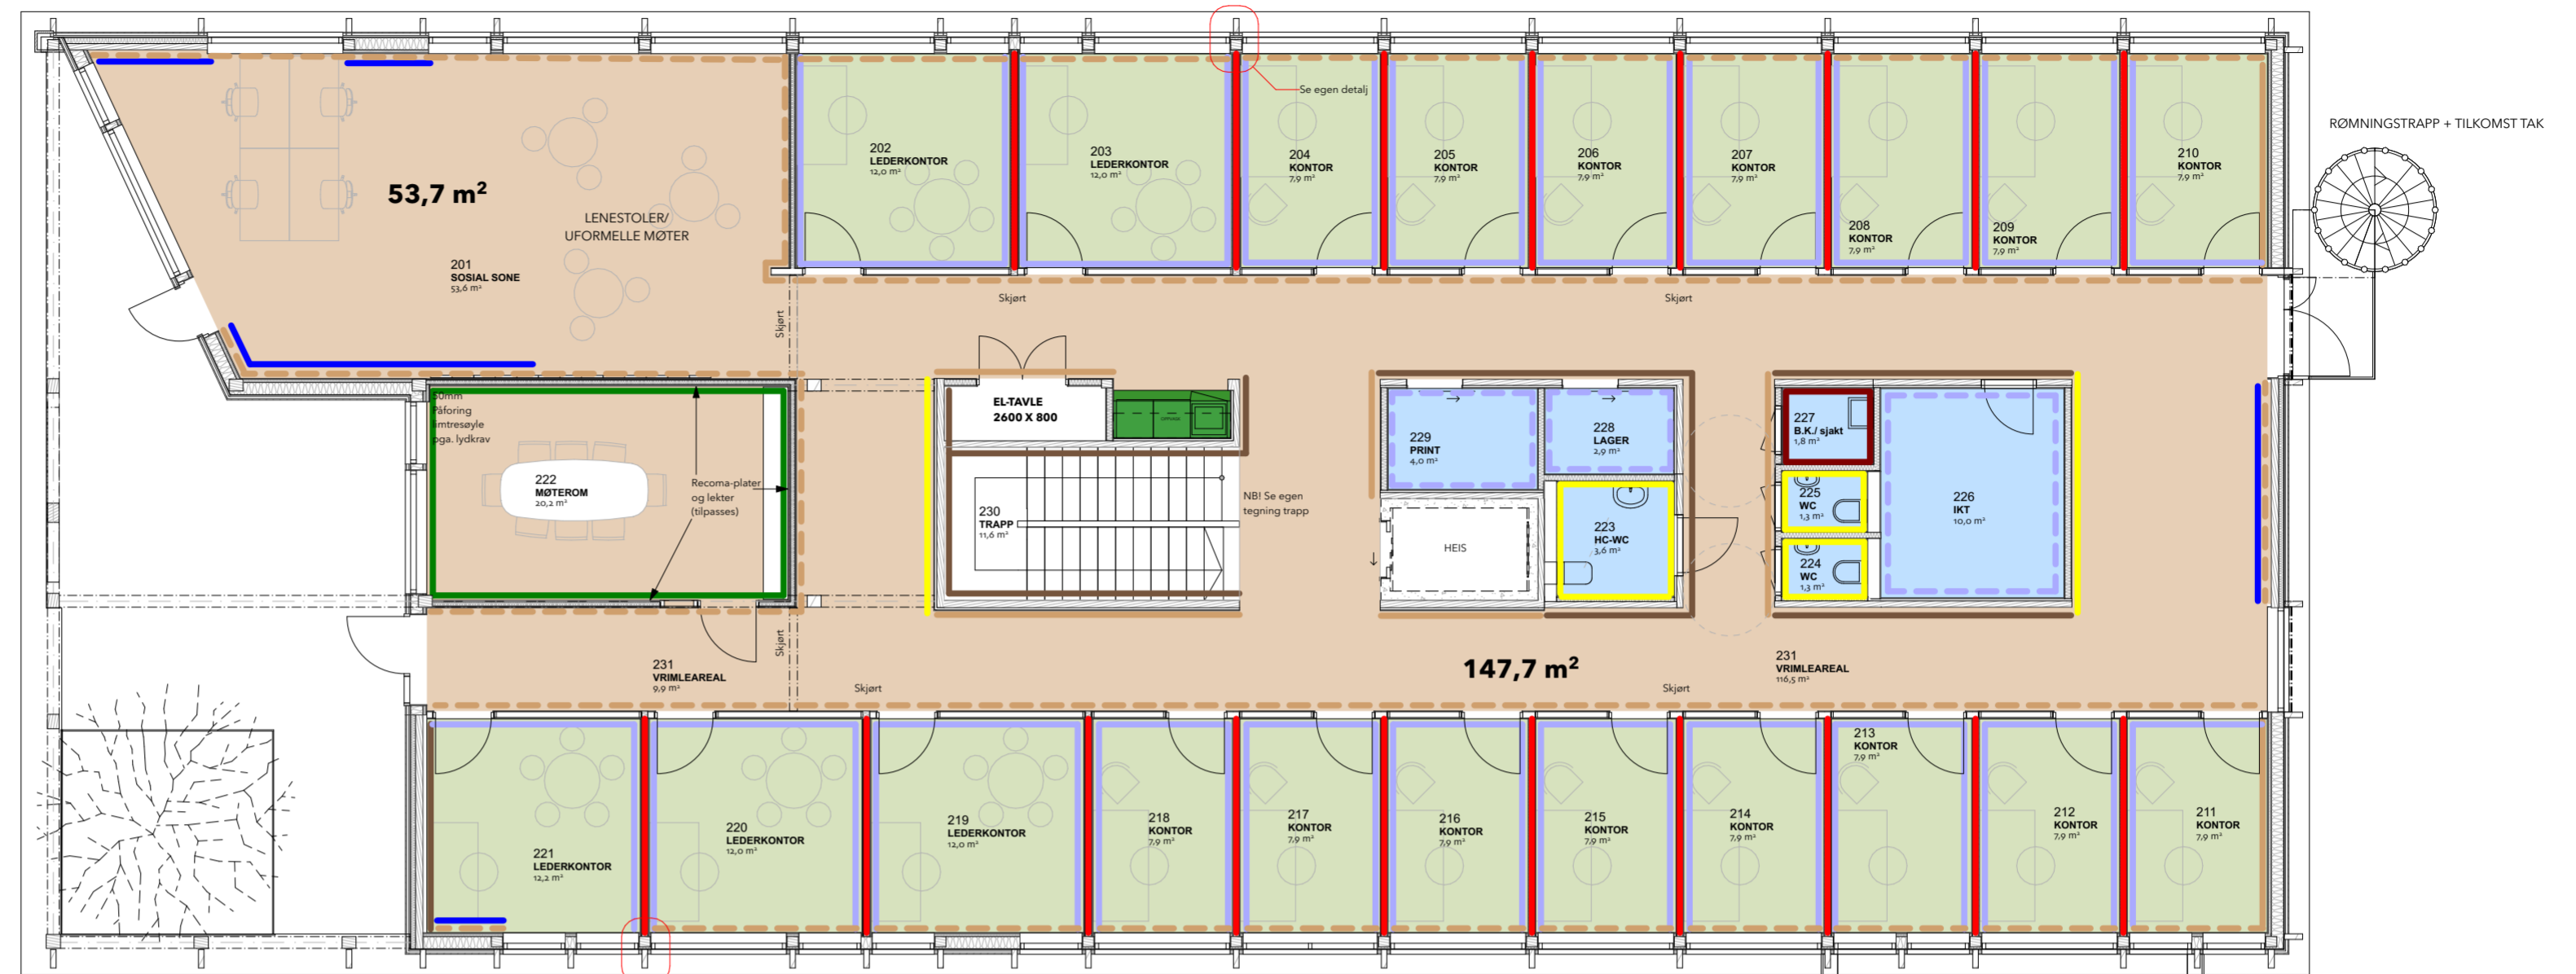 RØMNINGSTRAPP + TILKOMST TAK
Se egen detalj
202
LEDERKONTOR
12,0 m²
203
LEDERKONTOR
12,0 m²
204
KONTOR
7,9 m²
205
KONTOR
7,9 m²
206
KONTOR
7,9 m²
207
KONTOR
7,9 m²
208
KONTOR
7,9 m²
209
KONTOR
7,9 m²
210
KONTOR
7,9 m²
53,7 m²
LENESTOLER/
UFORMELLE MØTER
201
SOSIAL SONE
53,6 m²
Skjørt
Skjørt
Skjørt
50mm
Påforing
limtresøyle
pga. lydkrav
222
MØTEROM
20,2 m²
Recoma-plater
og lekter
(tilpasses)
EL-TAVLE
2600 X 800
230
TRAPP
11,6 m²
NB! Se egen
tegning trapp
229
PRINT
4,0 m²
228
LAGER
2,9 m²
HEIS
223
HC-WC
3,6 m²
227
B.K./ sjakt
1,8 m²
225
WC
1,3 m²
224
WC
1,3 m²
226
IKT
10,0 m²
Skjørt
231
VRIMLEAREAL
9,9 m²
Skjørt
147,7 m²
Skjørt
231
VRIMLEAREAL
116,5 m²
221
LEDERKONTOR
12,2 m²
220
LEDERKONTOR
12,0 m²
219
LEDERKONTOR
12,0 m²
218
KONTOR
7,9 m²
217
KONTOR
7,9 m²
216
KONTOR
7,9 m²
215
KONTOR
7,9 m²
214
KONTOR
7,9 m²
213
KONTOR
7,9 m²
212
KONTOR
7,9 m²
211
KONTOR
7,9 m²